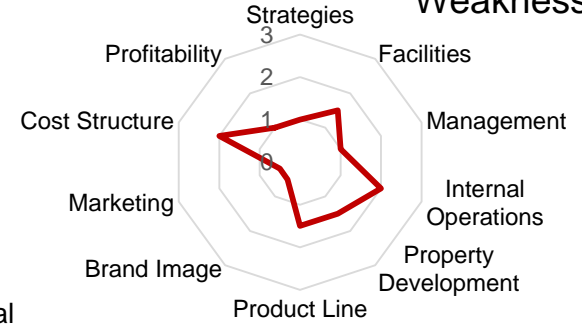 Weakness
Strategies
3
Profitability
Facilities
2
Cost Structure
1
Management
0
Marketing
Internal
Operations
Brand Image
Property
Development
Product Line
al